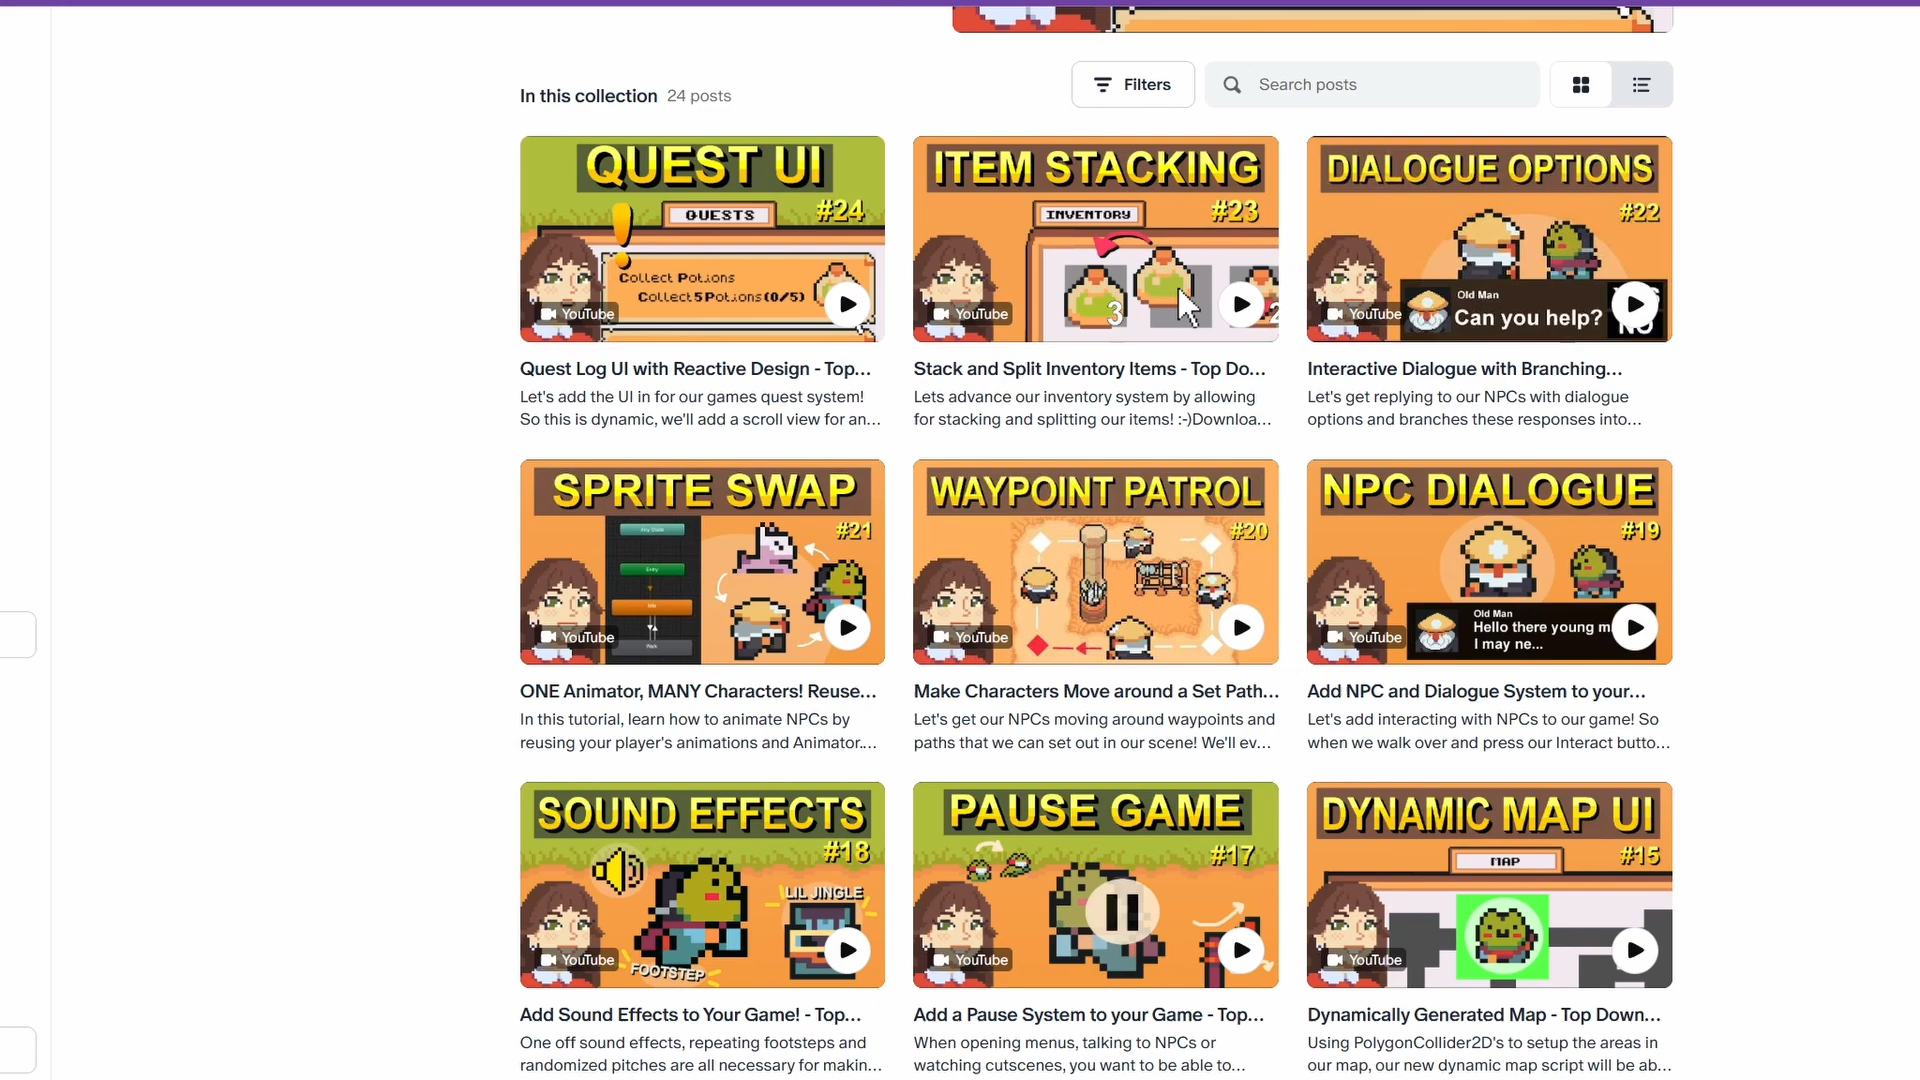 In this collection 24 posts
Filters
Search posts
QUEST UI
#24
QUESTS
Collect Potions
Collect 5 Potions (0/5)
YouTube
Quest Log UI with Reactive Design - Top...
Let's add the UI in for our games quest system!
So this is dynamic, we'll add a scroll view for an...
ITEM STACKING
#23
INVENTORY
3
2
YouTube
Stack and Split Inventory Items - Top Do...
Lets advance our inventory system by allowing
for stacking and splitting our items! :-)Downloa...
DIALOGUE OPTIONS
#22
Old Man
Can you help?
NO
YouTube
Interactive Dialogue with Branching...
Let's get replying to our NPCs with dialogue
options and branches these responses into...
SPRITE SWAP
#21
Any State
Entry
Idle
Walk
YouTube
ONE Animator, MANY Characters! Reuse...
In this tutorial, learn how to animate NPCs by
reusing your player's animations and Animator....
WAYPOINT PATROL
#20
YouTube
Make Characters Move around a Set Path...
Let's get our NPCs moving around waypoints and
paths that we can set out in our scene! We'll ev...
NPC DIALOGUE
#19
Old Man
Hello there young m
I may ne...
YouTube
Add NPC and Dialogue System to your...
Let's add interacting with NPCs to our game! So
when we walk over and press our Interact butto...
SOUND EFFECTS
#18
LIL JINGLE
FOOTSTEP
YouTube
Add Sound Effects to Your Game! - Top...
One off sound effects, repeating footsteps and
randomized pitches are all necessary for makin...
PAUSE GAME
#17
YouTube
Add a Pause System to your Game - Top...
When opening menus, talking to NPCs or
watching cutscenes, you want to be able to...
DYNAMIC MAP UI
#15
MAP
YouTube
Dynamically Generated Map - Top Down...
Using PolygonCollider2D's to setup the areas in
our map, our new dynamic map script will be ab...